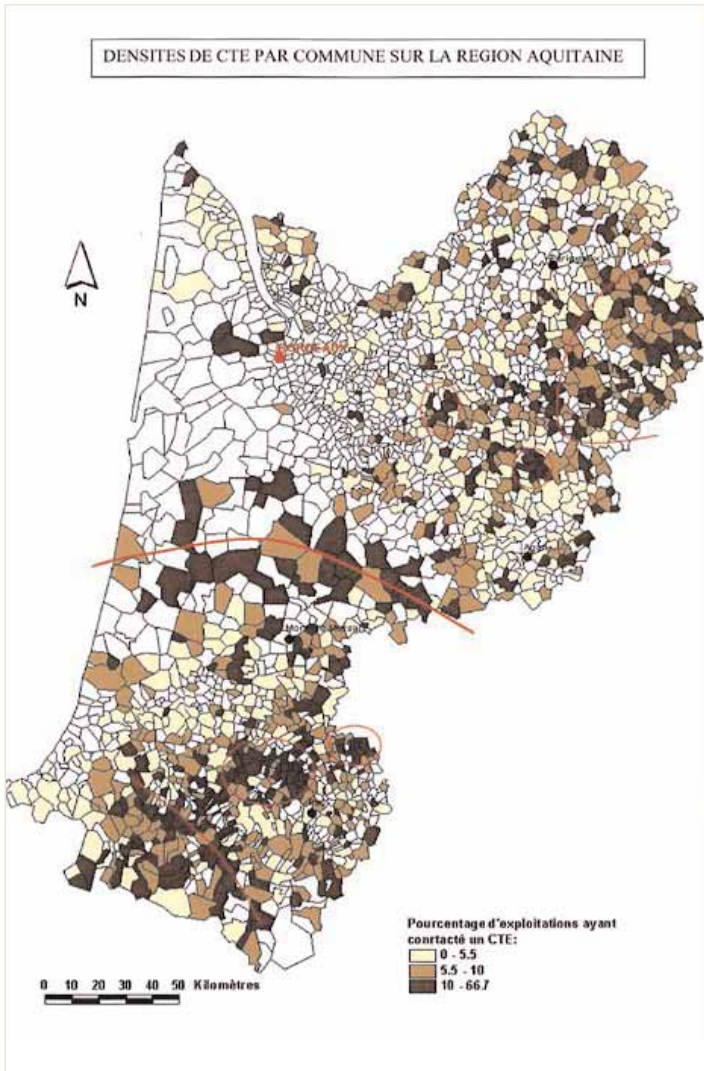 DENSITES DE CTE PAR COMMUNE SUR LA REGION AQUITAINE
N
Pourcentage d'exploitations ayant
conrtacté un CTE:
0 - 5.5
5.5 - 10
10 - 66.7
0 10 20 30 40 50 Kilomètres